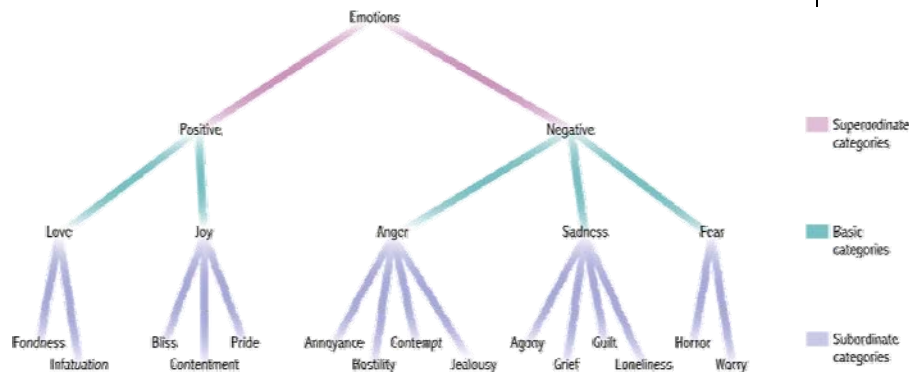 Emotions
Positive
Negative
Superordinate
categories
Love
Joy
Anger
Sadness
Fear
Basic
categories
Fondness
Bliss
Pride
Annoyance
Contempt
Agony
Guilt
Horror
Subordinate
categories
Infatuation
Contentment
Hostility
Jealousy
Grief
Loneliness
Worry